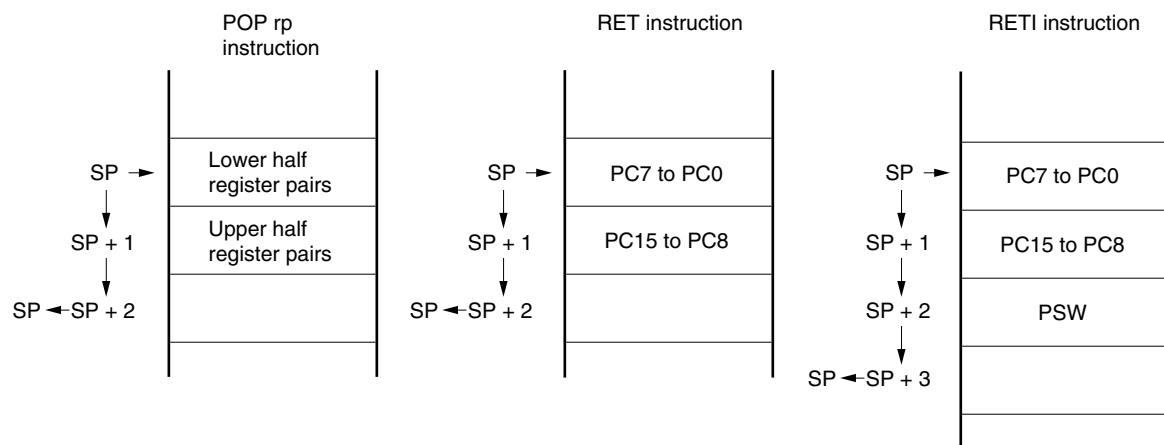 POP rp
instruction
SP
SP + 1
SP
SP + 2
Lower half
register pairs
Upper half
register pairs
RET instruction
SP
SP + 1
SP
SP + 2
PC7 to PC0
PC15 to PC8
RETI instruction
SP
SP + 1
SP + 2
SP
SP + 3
PC7 to PC0
PC15 to PC8
PSW